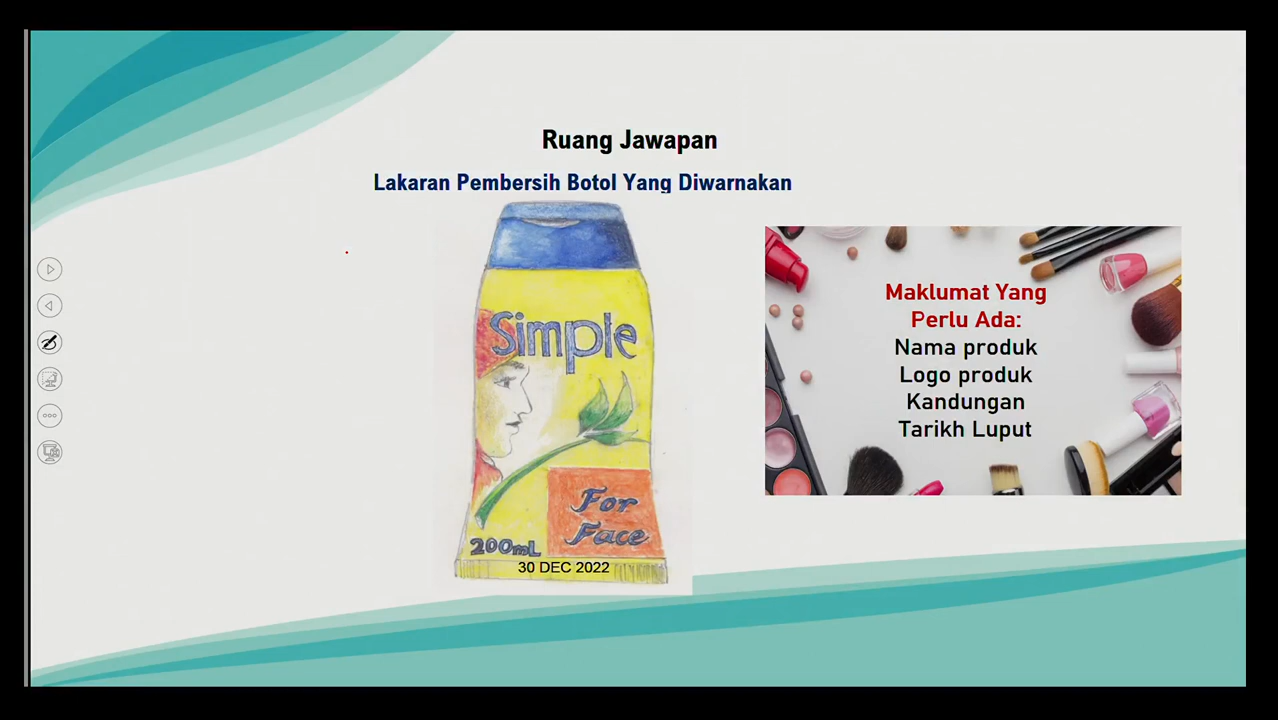 Ruang Jawapan
Lakaran Pembersih Botol Yang Diwarnakan
Simple
For
Face
200mL
30 DEC 2022
Maklumat Yang
Perlu Ada:
Nama produk
Logo produk
Kandungan
Tarikh Luput